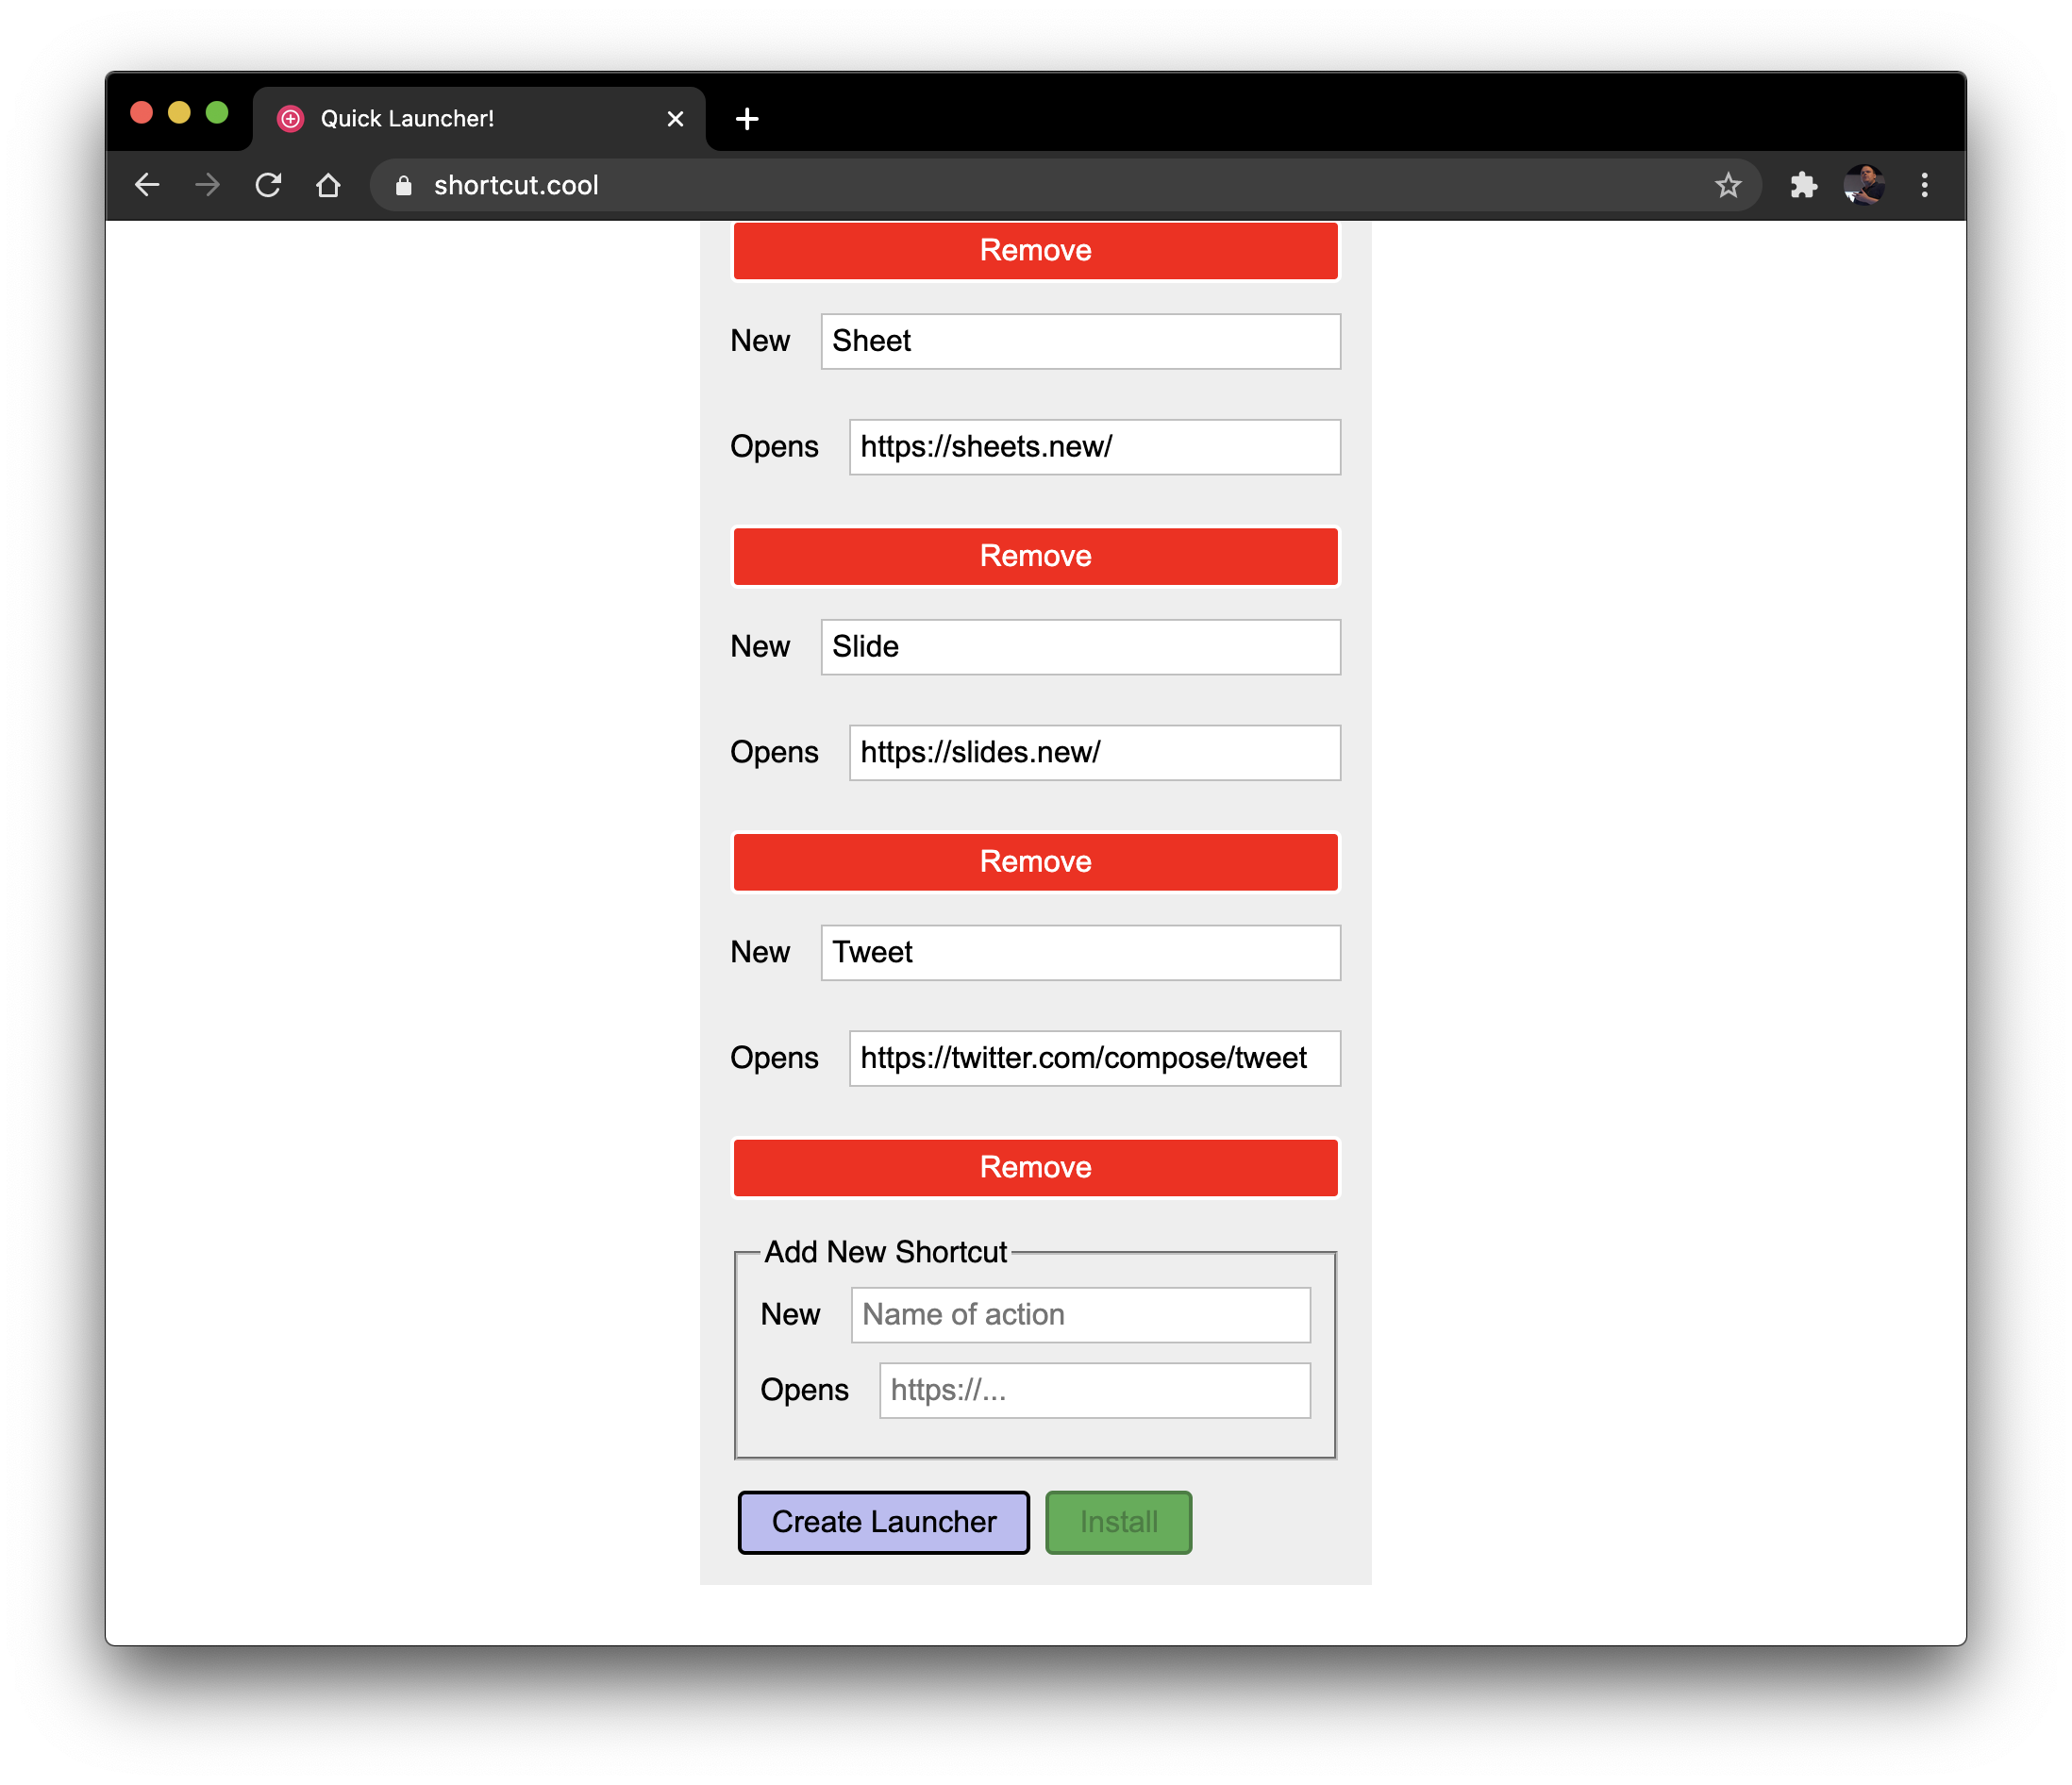 Quick Launcher!
shortcut.cool
Remove
New Sheet
Opens https://sheets.new/
Remove
New Slide
Opens https://slides.new/
Remove
New Tweet
Opens https://twitter.com/compose/tweet
Remove
Add New Shortcut
New Name of action
Opens https://...
Create Launcher Install